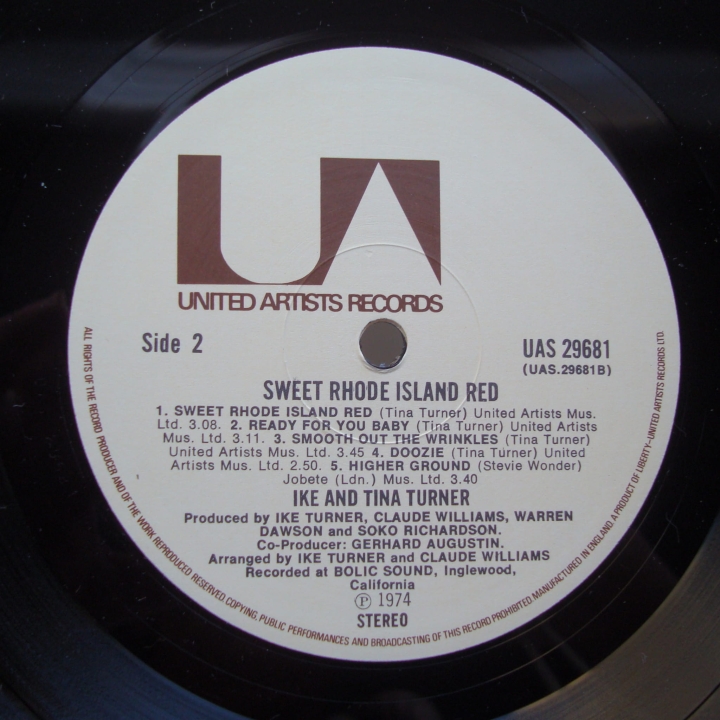 UA
UNITED ARTISTS RECORDS
Side 2
UAS 29681
(UAS.29681B)
SWEET RHODE ISLAND RED
1. SWEET RHODE ISLAND RED (Tina Turner) United Artists Mus.
Ltd. 3.08. 2. READY FOR YOU BABY (Tina Turner) United Artists
Mus. Ltd. 3.11. 3. SMOOTH OUT THE WRINKLES (Tina Turner)
United Artists Mus. Ltd. 3.45 4. DOOZIE (Tina Turner) United
Artists Mus. Ltd. 2.50. 5. HIGHER GROUND (Stevie Wonder)
Jobete (Ldn.) Mus. Ltd. 3.40
IKE AND TINA TURNER
Produced by IKE TURNER, CLAUDE WILLIAMS, WARREN
DAWSON and SOKO RICHARDSON.
Co-Producer: GERHARD AUGUSTIN.
Arranged by IKE TURNER and CLAUDE WILLIAMS
Recorded at BOLIC SOUND, Inglewood,
California
℗ 1974
STEREO
ALL RIGHTS OF THE RECORD PRODUCER AND OF THE WORK REPRODUCED RESERVED. COPYING, PUBLIC PERFORMANCES AND BROADCASTING OF THIS RECORD PROHIBITED. MANUFACTURED IN ENGLAND. A PRODUCT OF LIBERTY-UNITED ARTISTS RECORDS LTD.